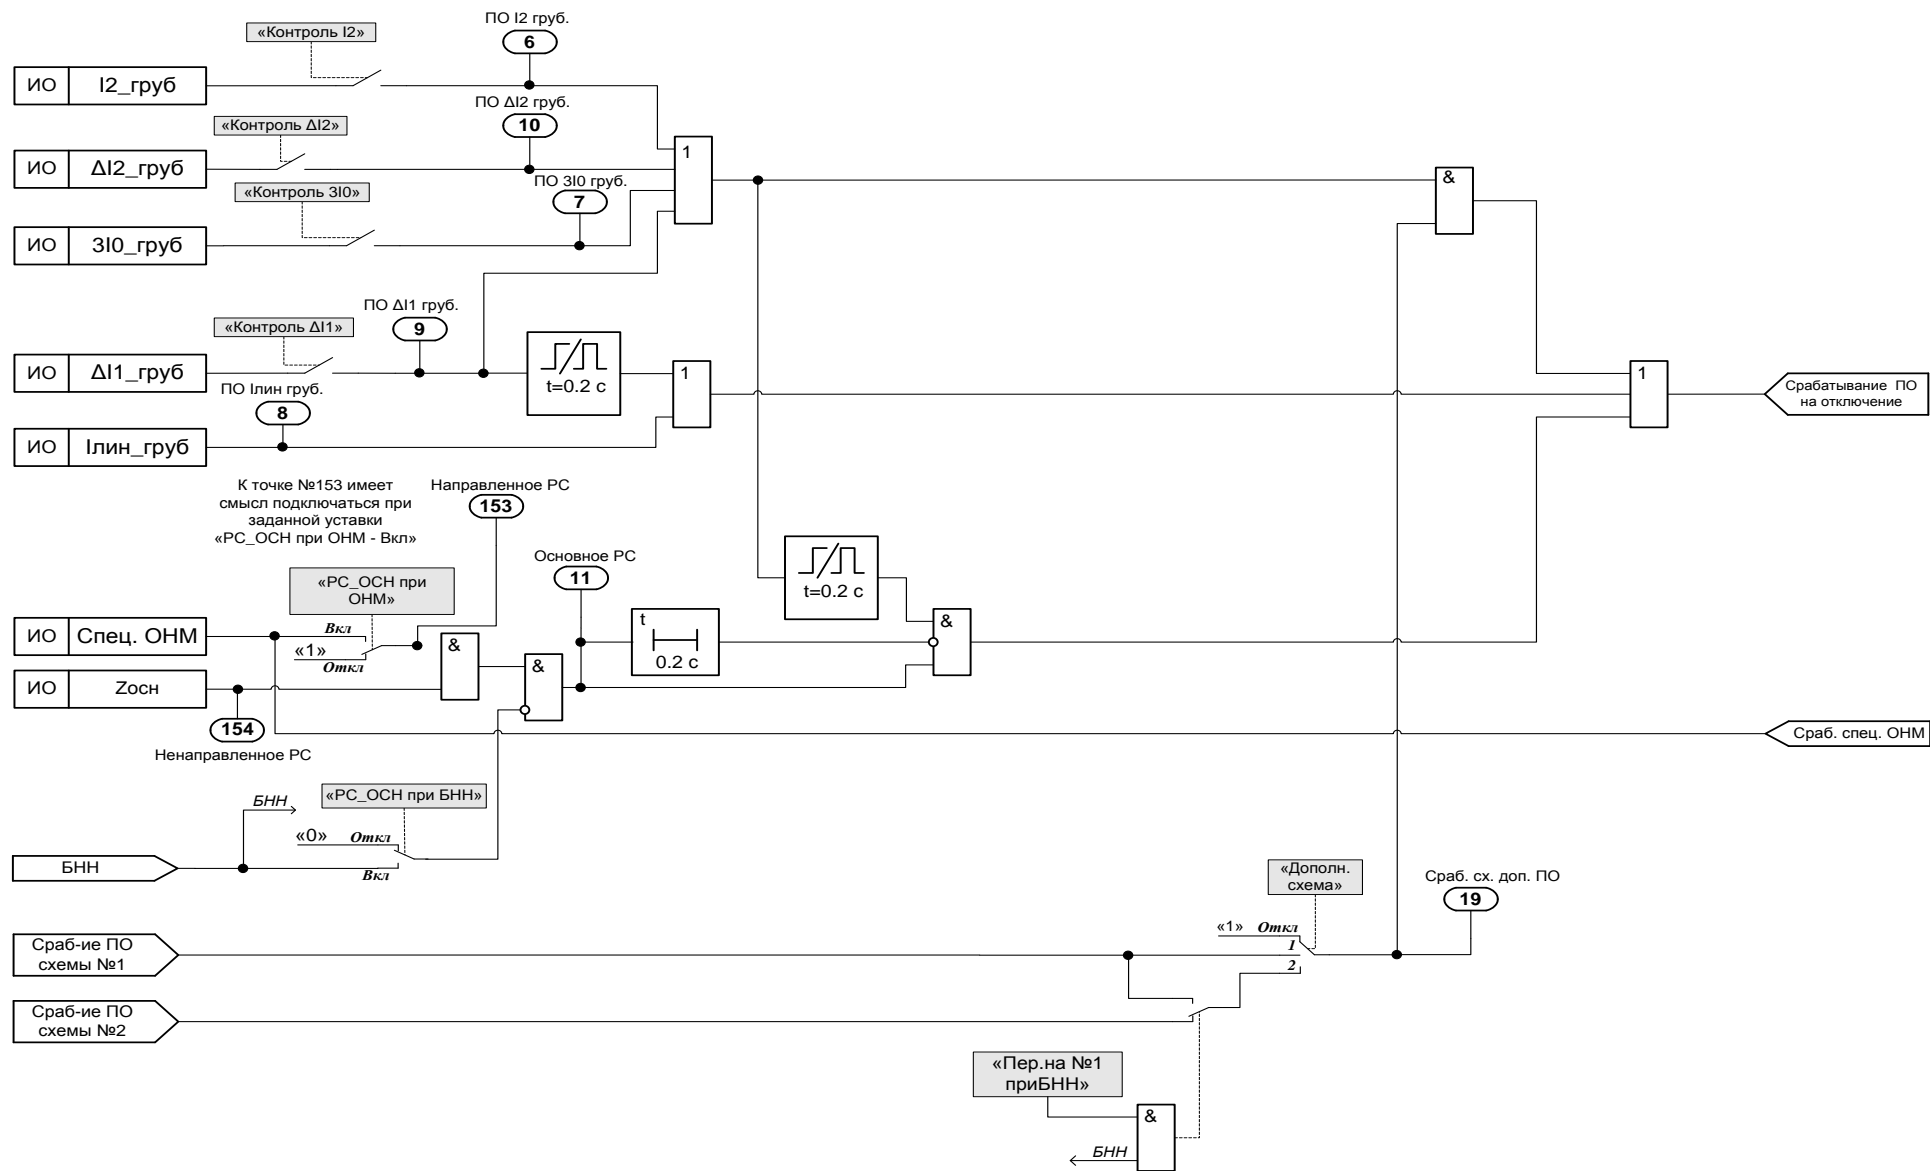 ПО I2 груб.
«Контроль I2»
6
ИО
I2_груб
ПО ΔI2 груб.
«Контроль ΔI2»
10
1
ИО
ΔI2_груб
ПО 3I0 груб.
«Контроль 3I0»
7
&
ИО
3I0_груб
ПО ΔI1 груб.
«Контроль ΔI1»
9
ИО
ΔI1_груб
t=0.2 с
1
1
Срабатывание ПО
на отключение
ПО Iлин груб.
8
ИО
Iлин_груб
К точке №153 имеет
смысл подключаться при
заданной уставки
«РС_ОСН при ОНМ - Вкл»
Направленное РС
153
Основное РС
11
t=0.2 с
«РС_ОСН при
ОНМ»
ИО
Спец. ОНМ
Вкл
«1»
Откл
&
&
t
0.2 с
&
ИО
Zосн
154
Ненаправленное РС
Сраб. спец. ОНМ
БНН
«РС_ОСН при БНН»
«0»
Откл
БНН
Вкл
«Дополн.
схема»
Сраб. сх. доп. ПО
19
«1»
Откл
1
2
Сраб-ие ПО
схемы №1
Сраб-ие ПО
схемы №2
«Пер.на №1
приБНН»
&
БНН